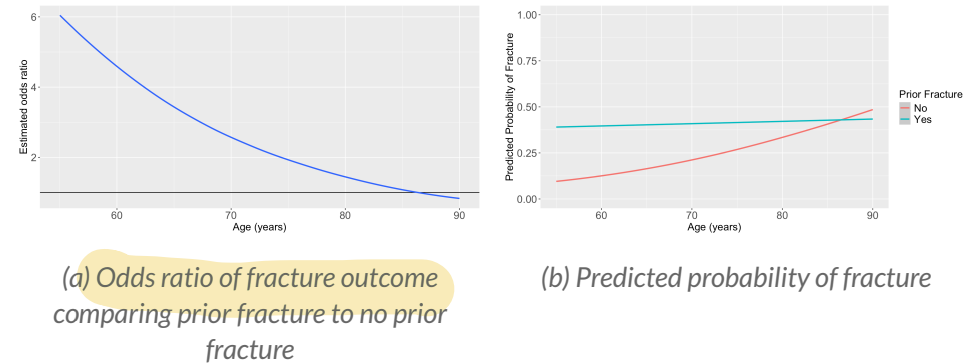 6
4
2
60
70
80
90
Estimated odds ratio
Age (years)
1.00
0.75
0.50
0.25
0.00
60
70
80
90
Predicted Probability of Fracture
Age (years)
Prior Fracture
No
Yes
(a) Odds ratio of fracture outcome
comparing prior fracture to no prior
fracture
(b) Predicted probability of fracture